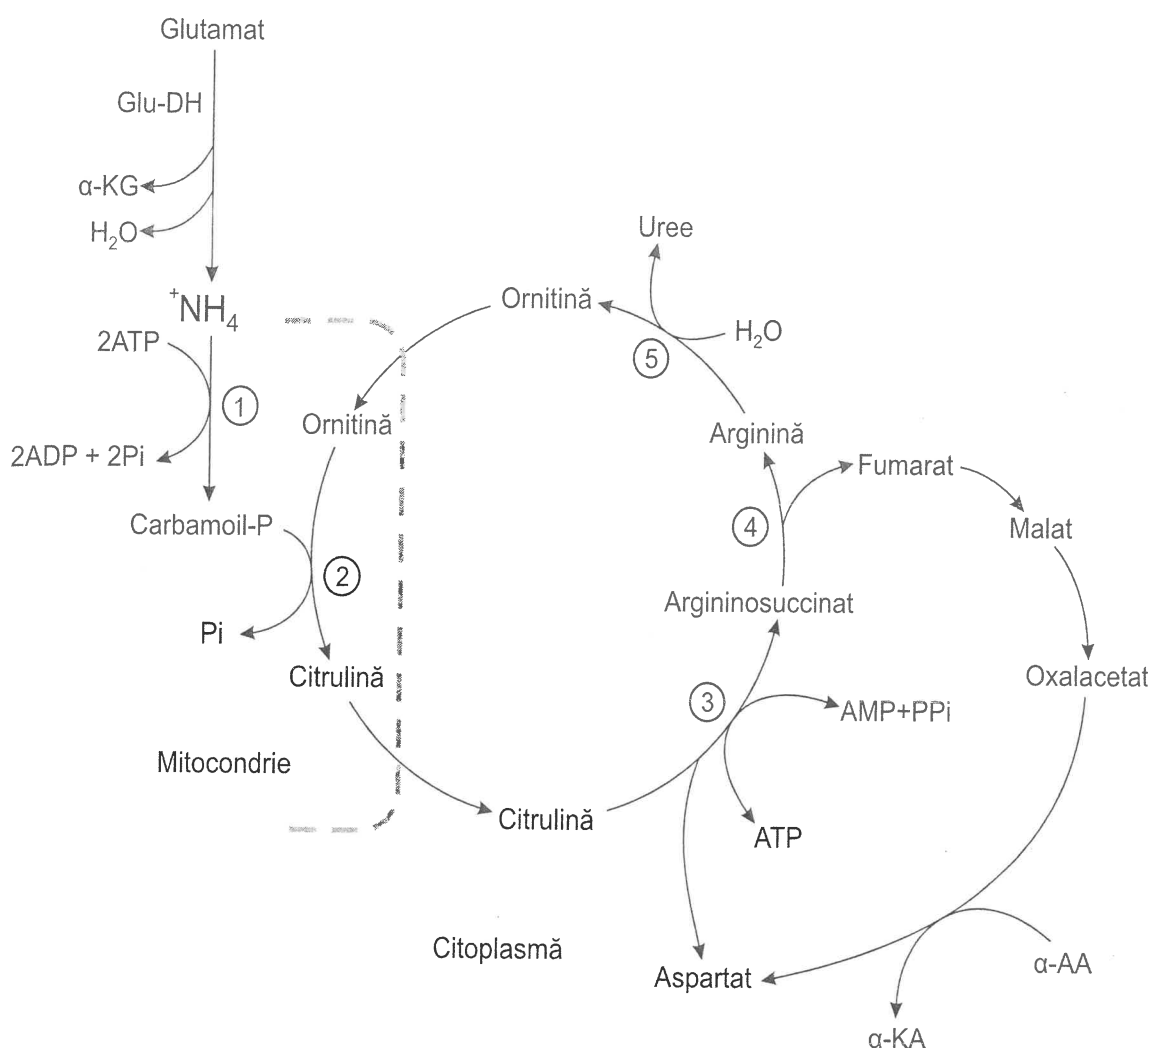 Glutamat
Glu-DH
α-KG
H₂O
⁺NH₄
2ATP
1
2ADP + 2Pi
Carbamoil-P
2
Pi
Ornitină
Citrulină
Mitocondrie
Ornitină
Uree
H₂O
5
Arginină
4
Fumarat
Malat
Argininosuccinat
Oxalacetat
3
AMP+PPi
ATP
Citrulină
Citoplasmă
Aspartat
α-AA
α-KA